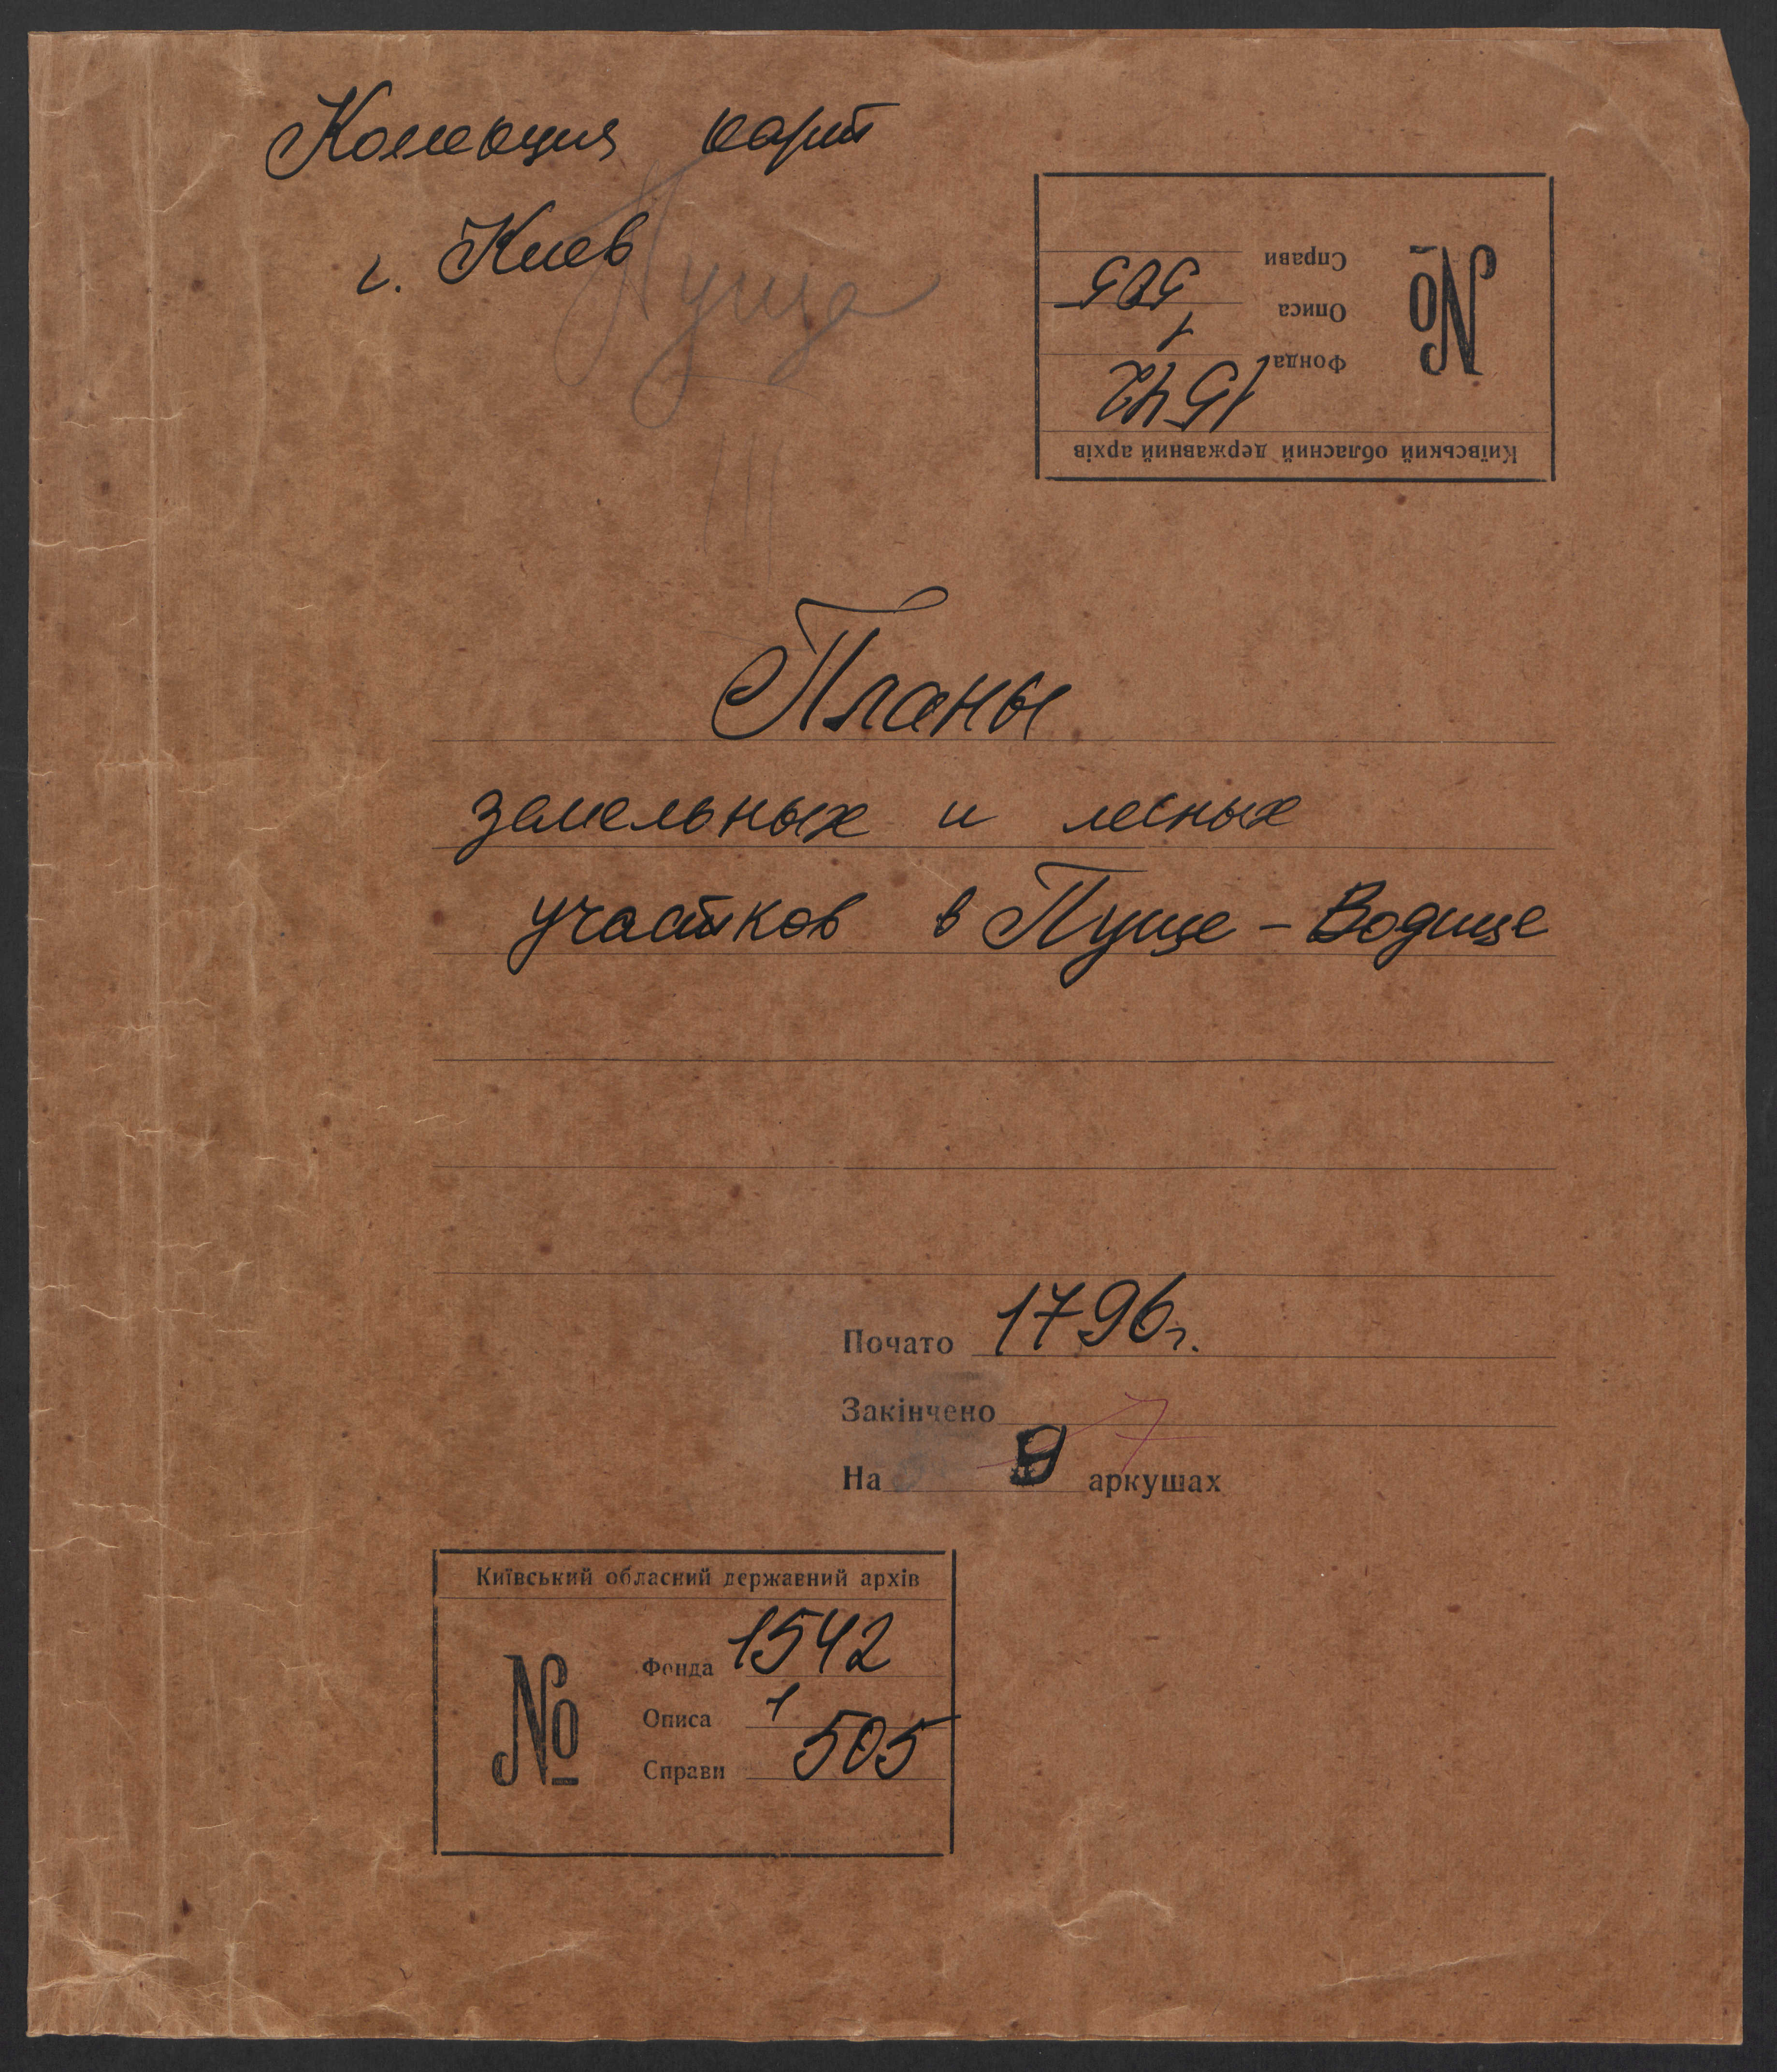 Коллекция карт
г. Киев
Пуща
Справи 505
Описа 1
Фонда 1542
№
Київський обласний державний архів
Планы
земельных и лесных
участков в Пуще-Водице
Почато 1796 г.
Закінчено
7
На аркушах
Київський обласний державний архів
№
Фонда 1542
Описа 1
Справи 505